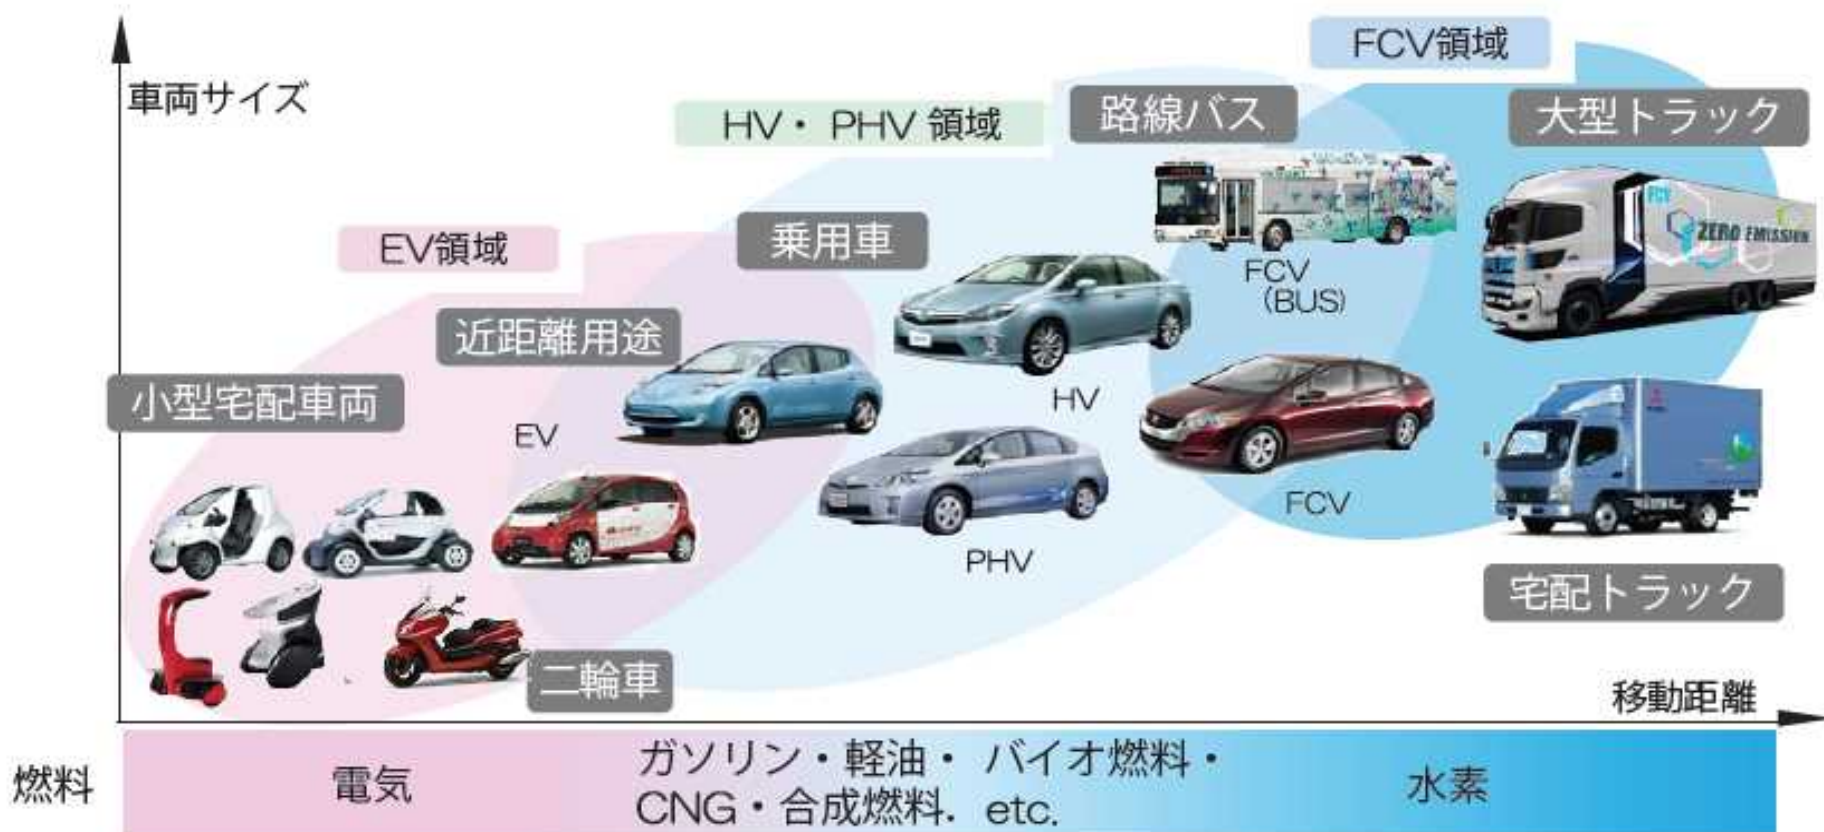 FCV領域
車両サイズ
HV・PHV 領域
路線バス
大型トラック
FCV
ZERO EMISSION
EV領域
乗用車
FCV
(BUS)
近距離用途
小型宅配車両
HV
EV
FCV
PHV
宅配トラック
二輪車
移動距離
燃料
電気
ガソリン・軽油・ バイオ燃料・
CNG・合成燃料. etc.
水素